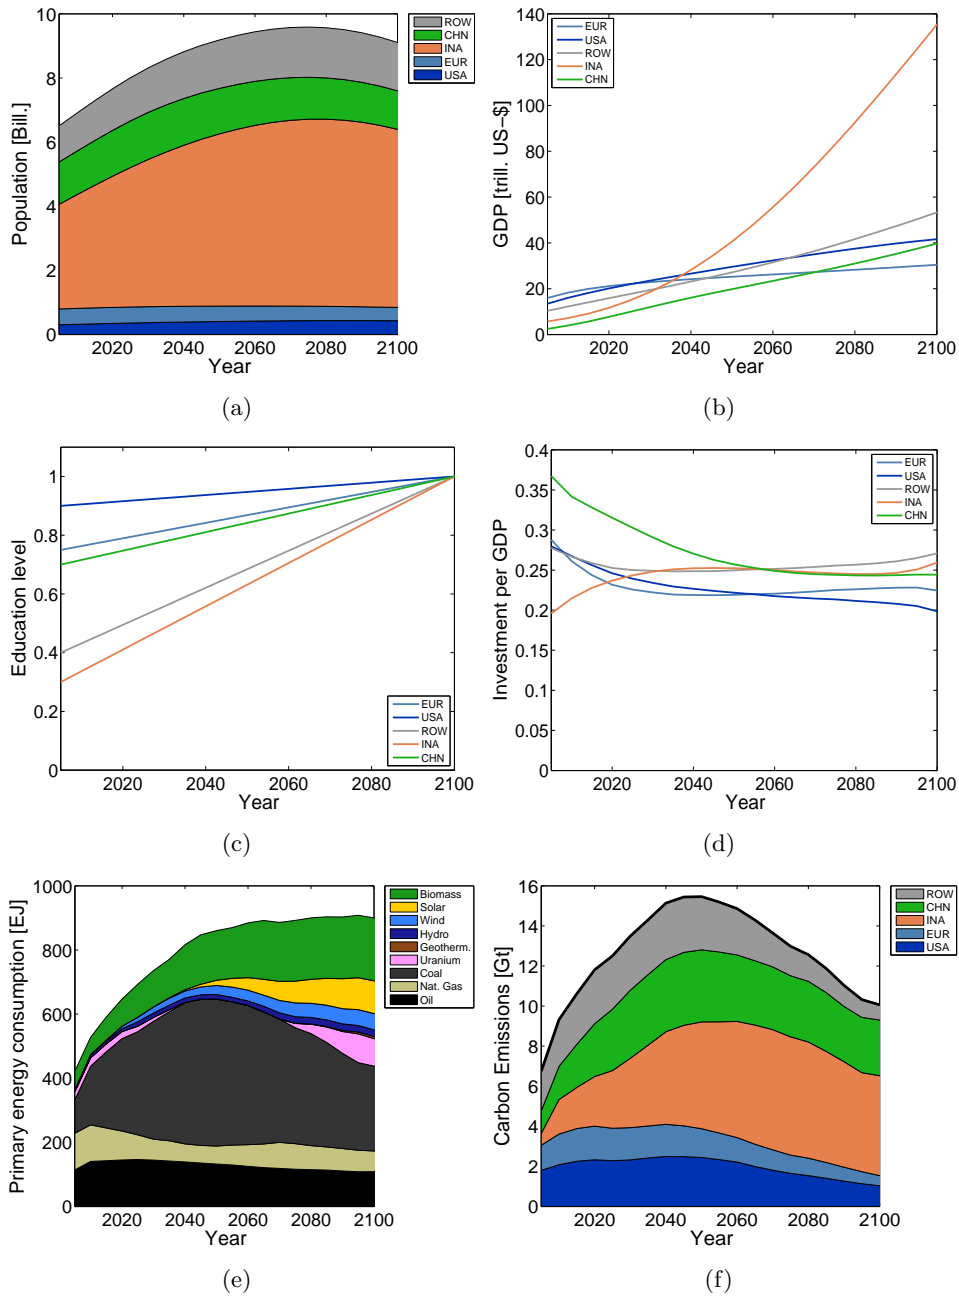 10
8
6
4
2
0
Population [Bill.]
2020 2040 2060 2080 2100
Year
ROW
CHN
INA
EUR
USA
(a)
140
120
100
80
60
40
20
0
GDP [trill. US-$]
2020 2040 2060 2080 2100
Year
EUR
USA
ROW
INA
CHN
(b)
1
0.8
0.6
0.4
0.2
0
Education level
2020 2040 2060 2080 2100
Year
EUR
USA
ROW
INA
CHN
(c)
0.4
0.35
0.3
0.25
0.2
0.15
0.1
0.05
0
Investment per GDP
2020 2040 2060 2080 2100
Year
EUR
USA
ROW
INA
CHN
(d)
1000
800
600
400
200
0
Primary energy consumption [EJ]
2020 2040 2060 2080 2100
Year
Biomass
Solar
Wind
Hydro
Geotherm.
Uranium
Coal
Nat. Gas
Oil
(e)
16
14
12
10
8
6
4
2
0
Carbon Emissions [Gt]
2020 2040 2060 2080 2100
Year
ROW
CHN
INA
EUR
USA
(f)